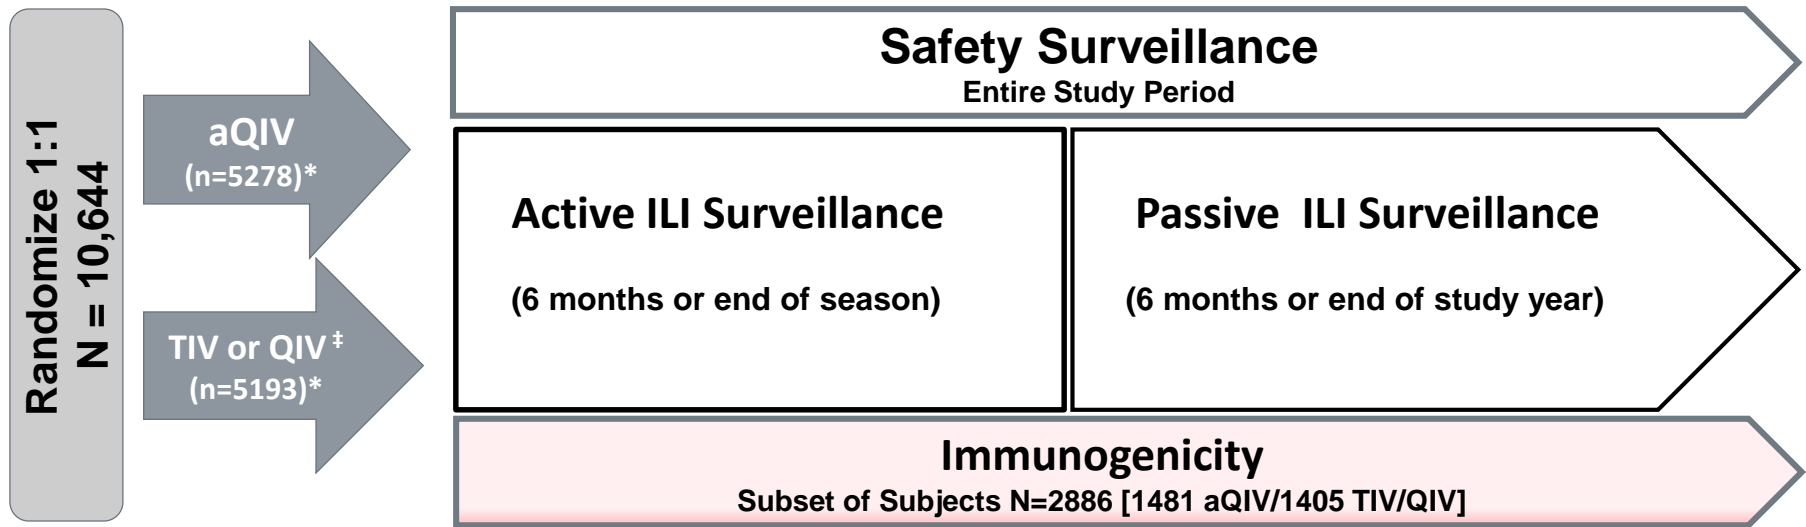 Randomize 1:1
N = 10,644
aQIV
(n=5278)*
TIV or QIV ‡
(n=5193)*
Safety Surveillance
Entire Study Period
Active ILI Surveillance
(6 months or end of season)
Passive ILI Surveillance
(6 months or end of study year)
Immunogenicity
Subset of Subjects N=2886 [1481 aQIV/1405 TIV/QIV]